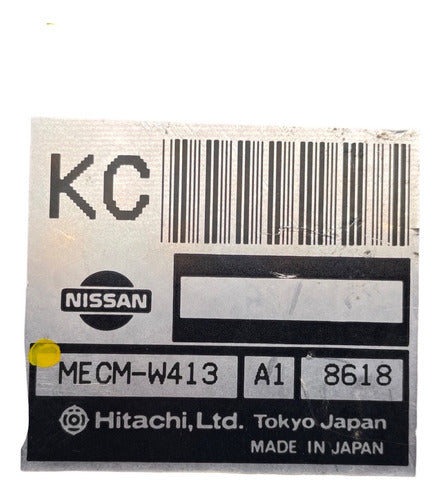 KC
NISSAN
MECM-W413 A1 8618
Hitachi, Ltd. Tokyo Japan
MADE IN JAPAN